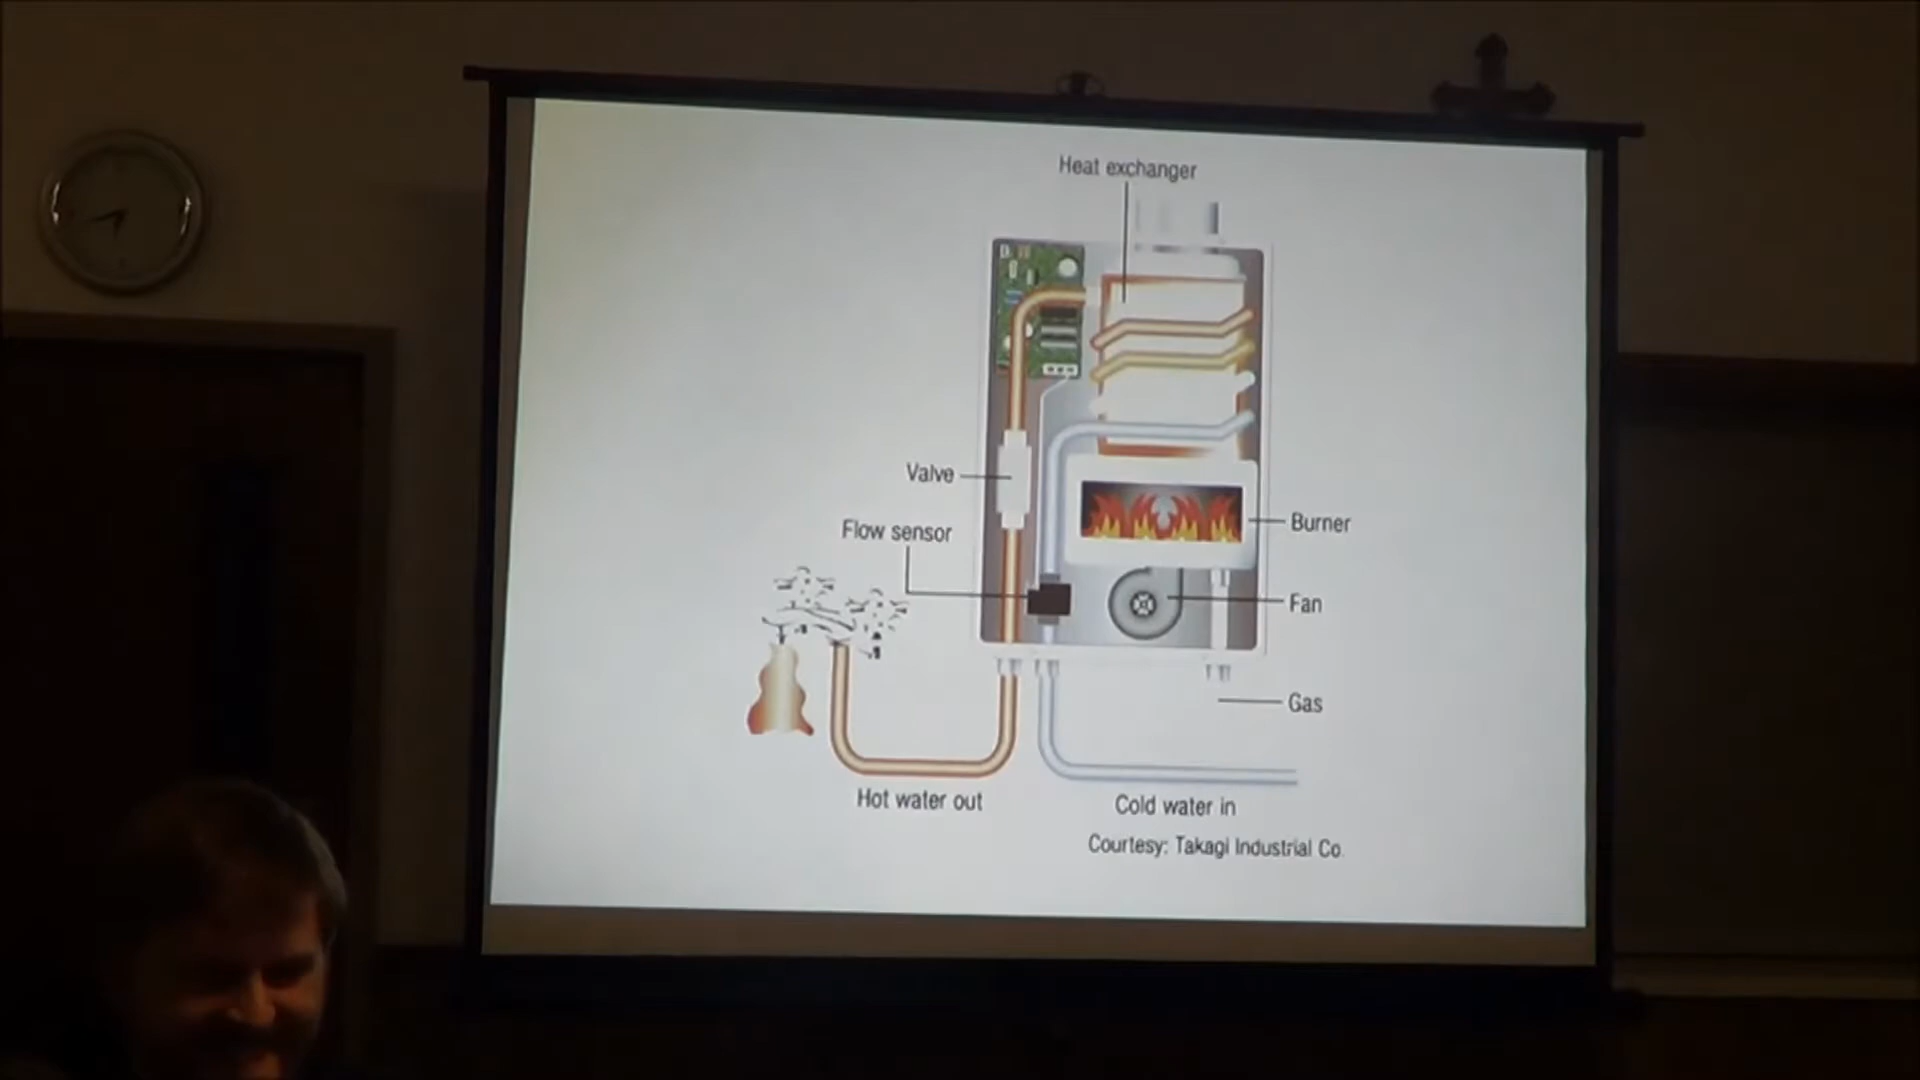 Heat exchanger
Valve
Flow sensor
Burner
Fan
Gas
Hot water out
Cold water in
Courtesy: Takagi Industrial Co.